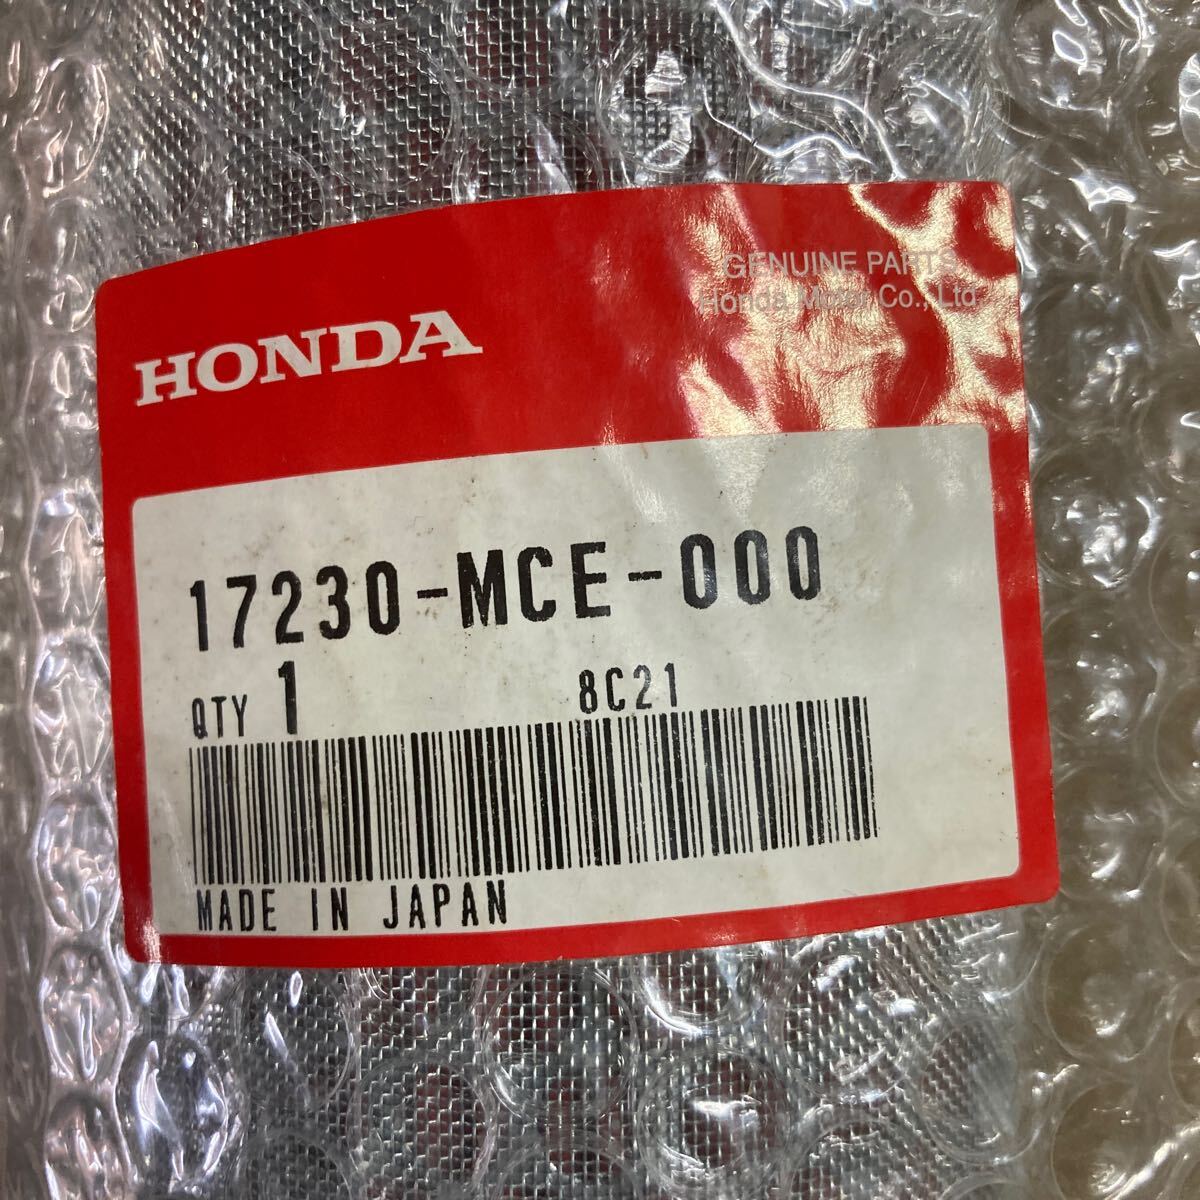 GENUINE PARTS
Honda Motor Co., Ltd.
HONDA
17230-MCE-000
QTY 1 8C21
MADE IN JAPAN